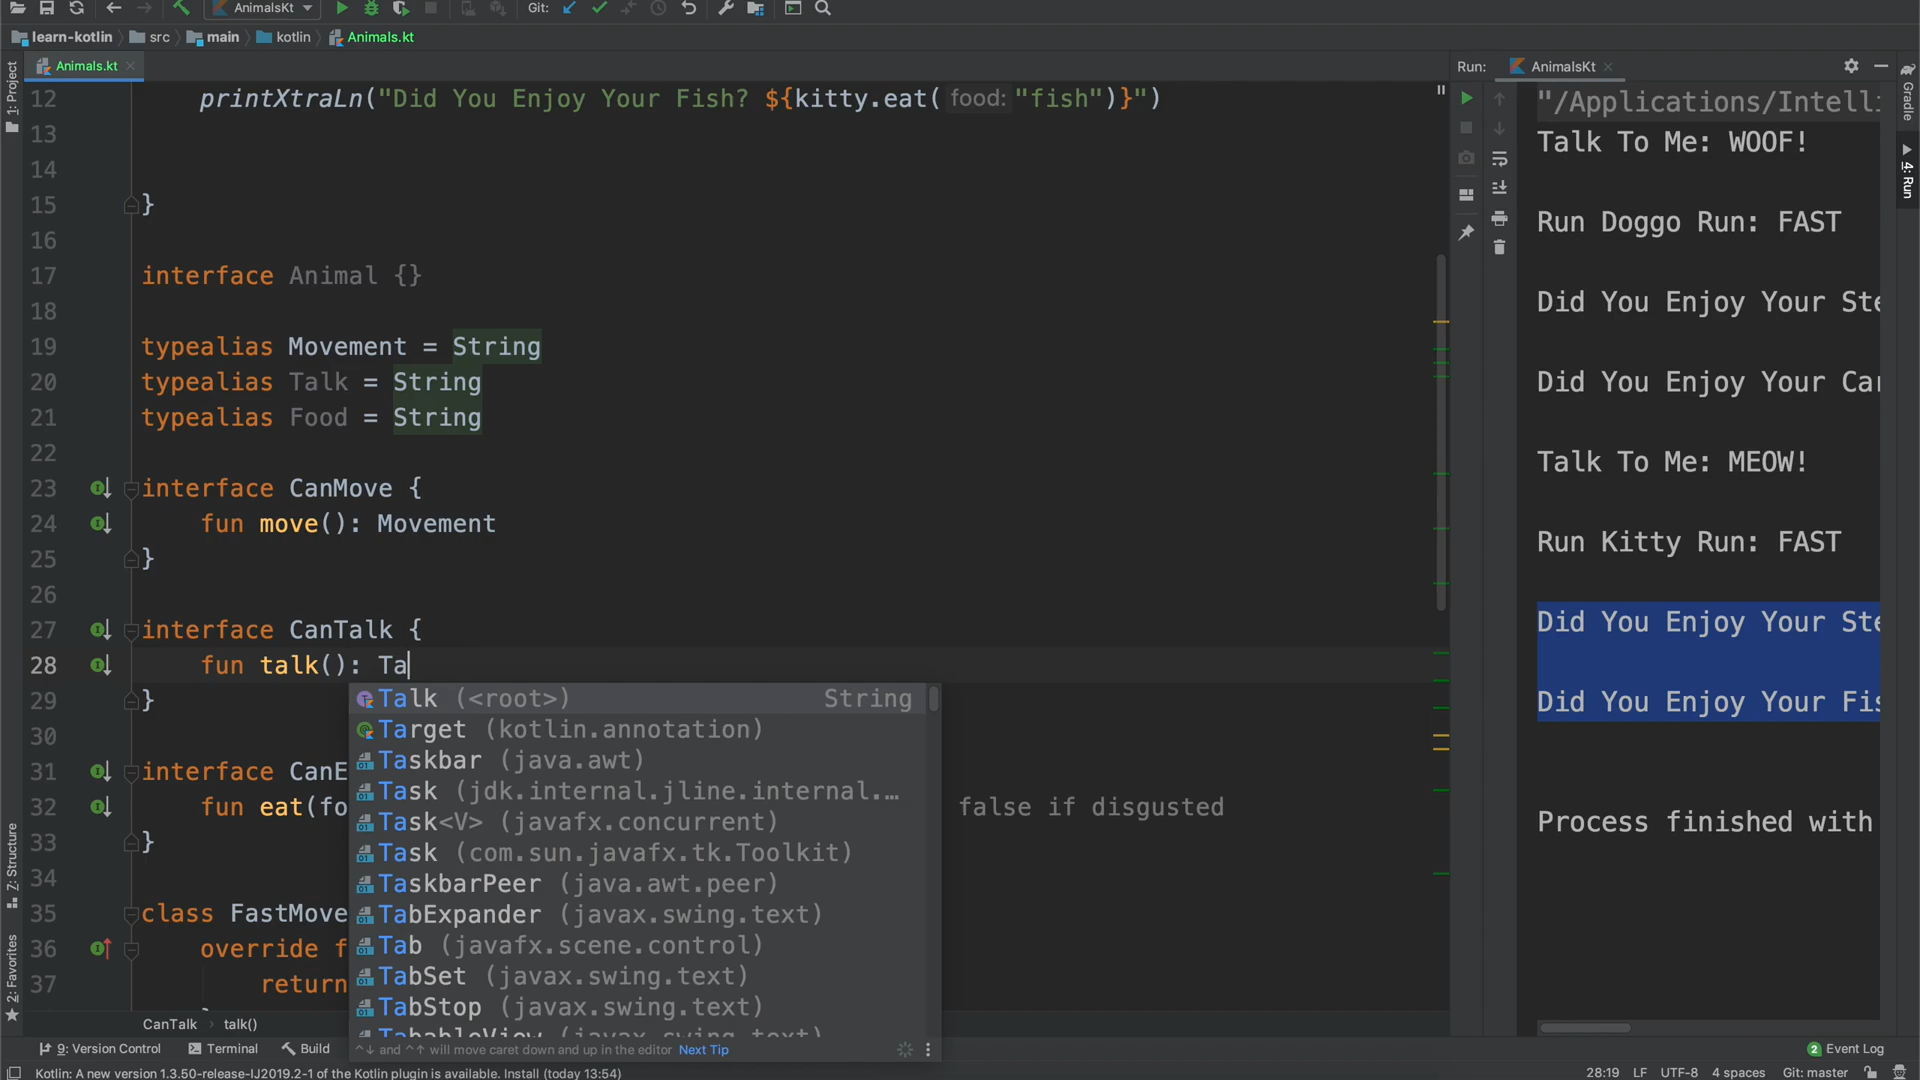 AnimalsKt
Git:
learn-kotlin
src
main
kotlin
Animals.kt
Animals.kt
Run:
AnimalsKt
1: Project
Gradle
4: Run
7: Structure
2: Favorites
12 printXtraLn("Did You Enjoy Your Fish? ${kitty.eat( food: "fish")}")
13
14
15 }
16
17 interface Animal {}
18
19 typealias Movement = String
20 typealias Talk = String
21 typealias Food = String
22
23 interface CanMove {
24 fun move(): Movement
25 }
26
27 interface CanTalk {
28 fun talk(): Ta
29 }
30
31 interface CanE
32 fun eat(fo false if disgusted
33 }
34
35 class FastMove
36 override f
37 return
Talk (<root>) String
Target (kotlin.annotation)
Taskbar (java.awt)
Task (jdk.internal.jline.internal.…
Task<V> (javafx.concurrent)
Task (com.sun.javafx.tk.Toolkit)
TaskbarPeer (java.awt.peer)
TabExpander (javax.swing.text)
Tab (javafx.scene.control)
TabSet (javax.swing.text)
TabStop (javax.swing.text)
TabableView (javax.swing.text)
^↓ and ^↑ will move caret down and up in the editor Next Tip
"/Applications/Intelli
Talk To Me: WOOF!
Run Doggo Run: FAST
Did You Enjoy Your Ste
Did You Enjoy Your Car
Talk To Me: MEOW!
Run Kitty Run: FAST
Did You Enjoy Your Ste
Did You Enjoy Your Fis
Process finished with
CanTalk › talk()
9: Version Control
Terminal
Build
2 Event Log
Kotlin: A new version 1.3.50-release-IJ2019.2-1 of the Kotlin plugin is available. Install (today 13:54)
28:19 LF UTF-8 4 spaces Git: master